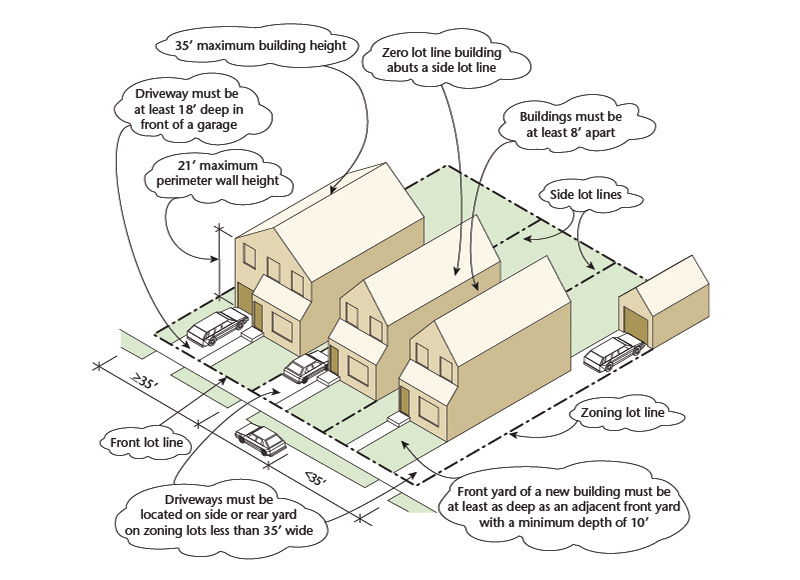 35′ maximum building height
Zero lot line building
abuts a side lot line
Driveway must be
at least 18′ deep in
front of a garage
Buildings must be
at least 8′ apart
21′ maximum
perimeter wall height
Side lot lines
≥35′
Zoning lot line
Front lot line
<35′
Driveways must be
located on side or rear yard
on zoning lots less than 35′ wide
Front yard of a new building must be
at least as deep as an adjacent front yard
with a minimum depth of 10′